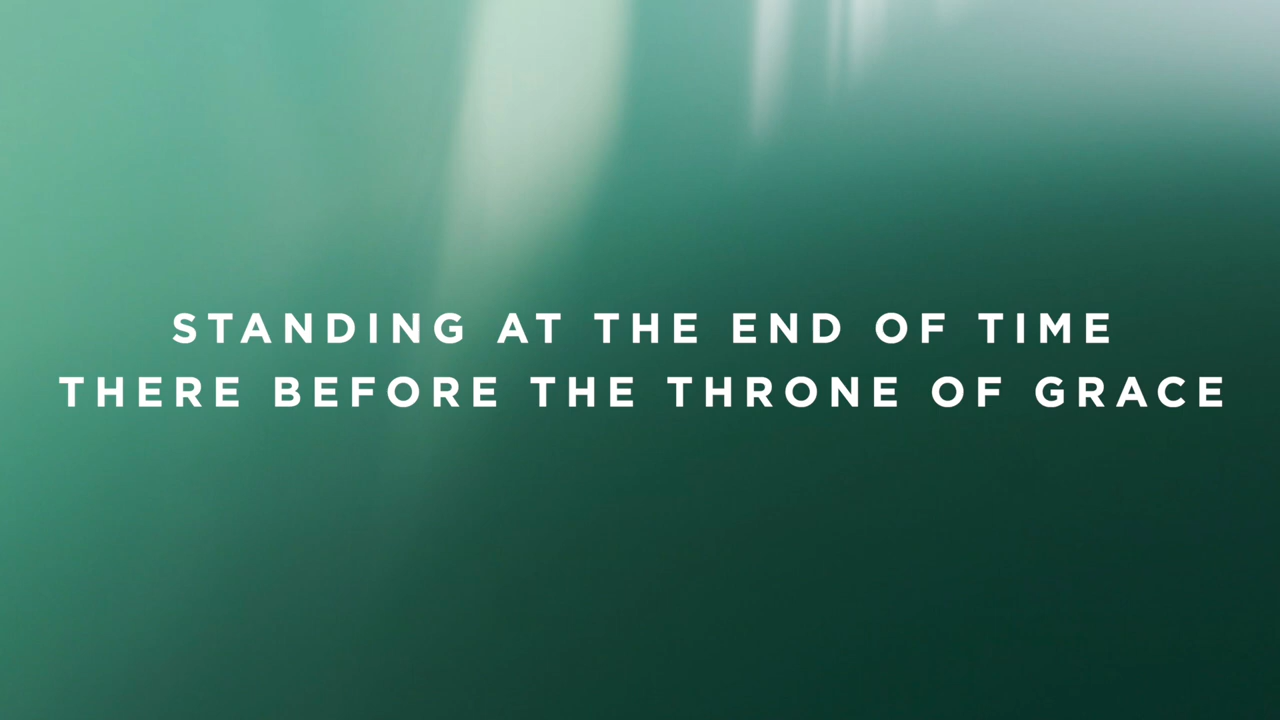 STANDING AT THE END OF TIME
THERE BEFORE THE THRONE OF GRACE